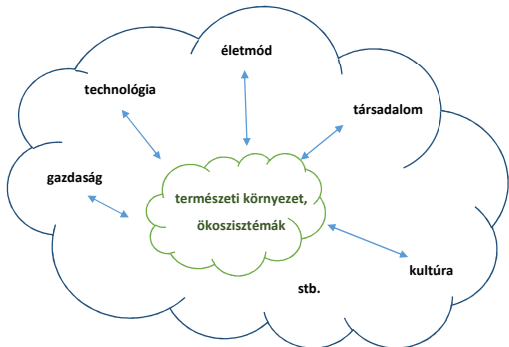 életmód
technológia
társadalom
gazdaság
természeti környezet,
ökoszisztémák
kultúra
stb.